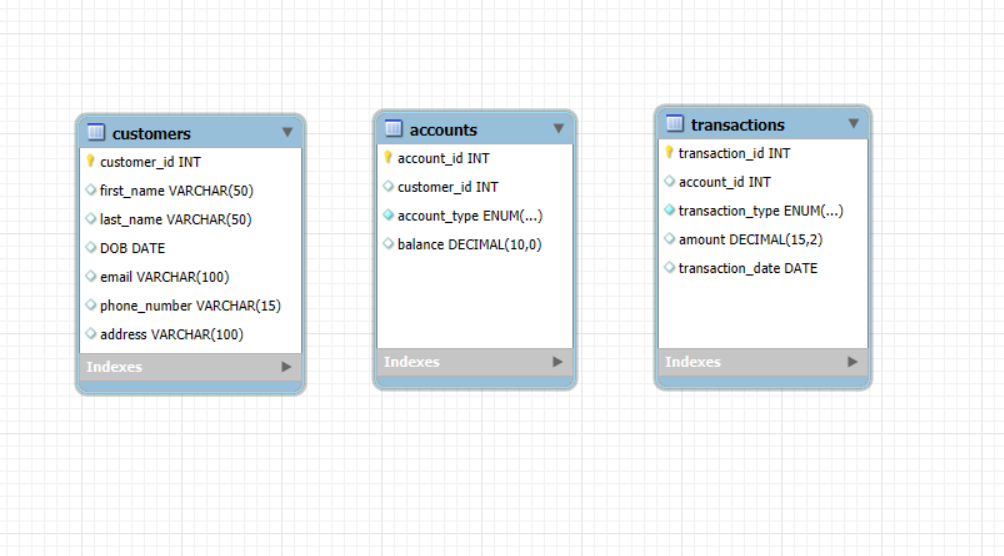 customers
customer_id INT
first_name VARCHAR(50)
last_name VARCHAR(50)
DOB DATE
email VARCHAR(100)
phone_number VARCHAR(15)
address VARCHAR(100)
Indexes
accounts
account_id INT
customer_id INT
account_type ENUM(...)
balance DECIMAL(10,0)
Indexes
transactions
transaction_id INT
account_id INT
transaction_type ENUM(...)
amount DECIMAL(15,2)
transaction_date DATE
Indexes